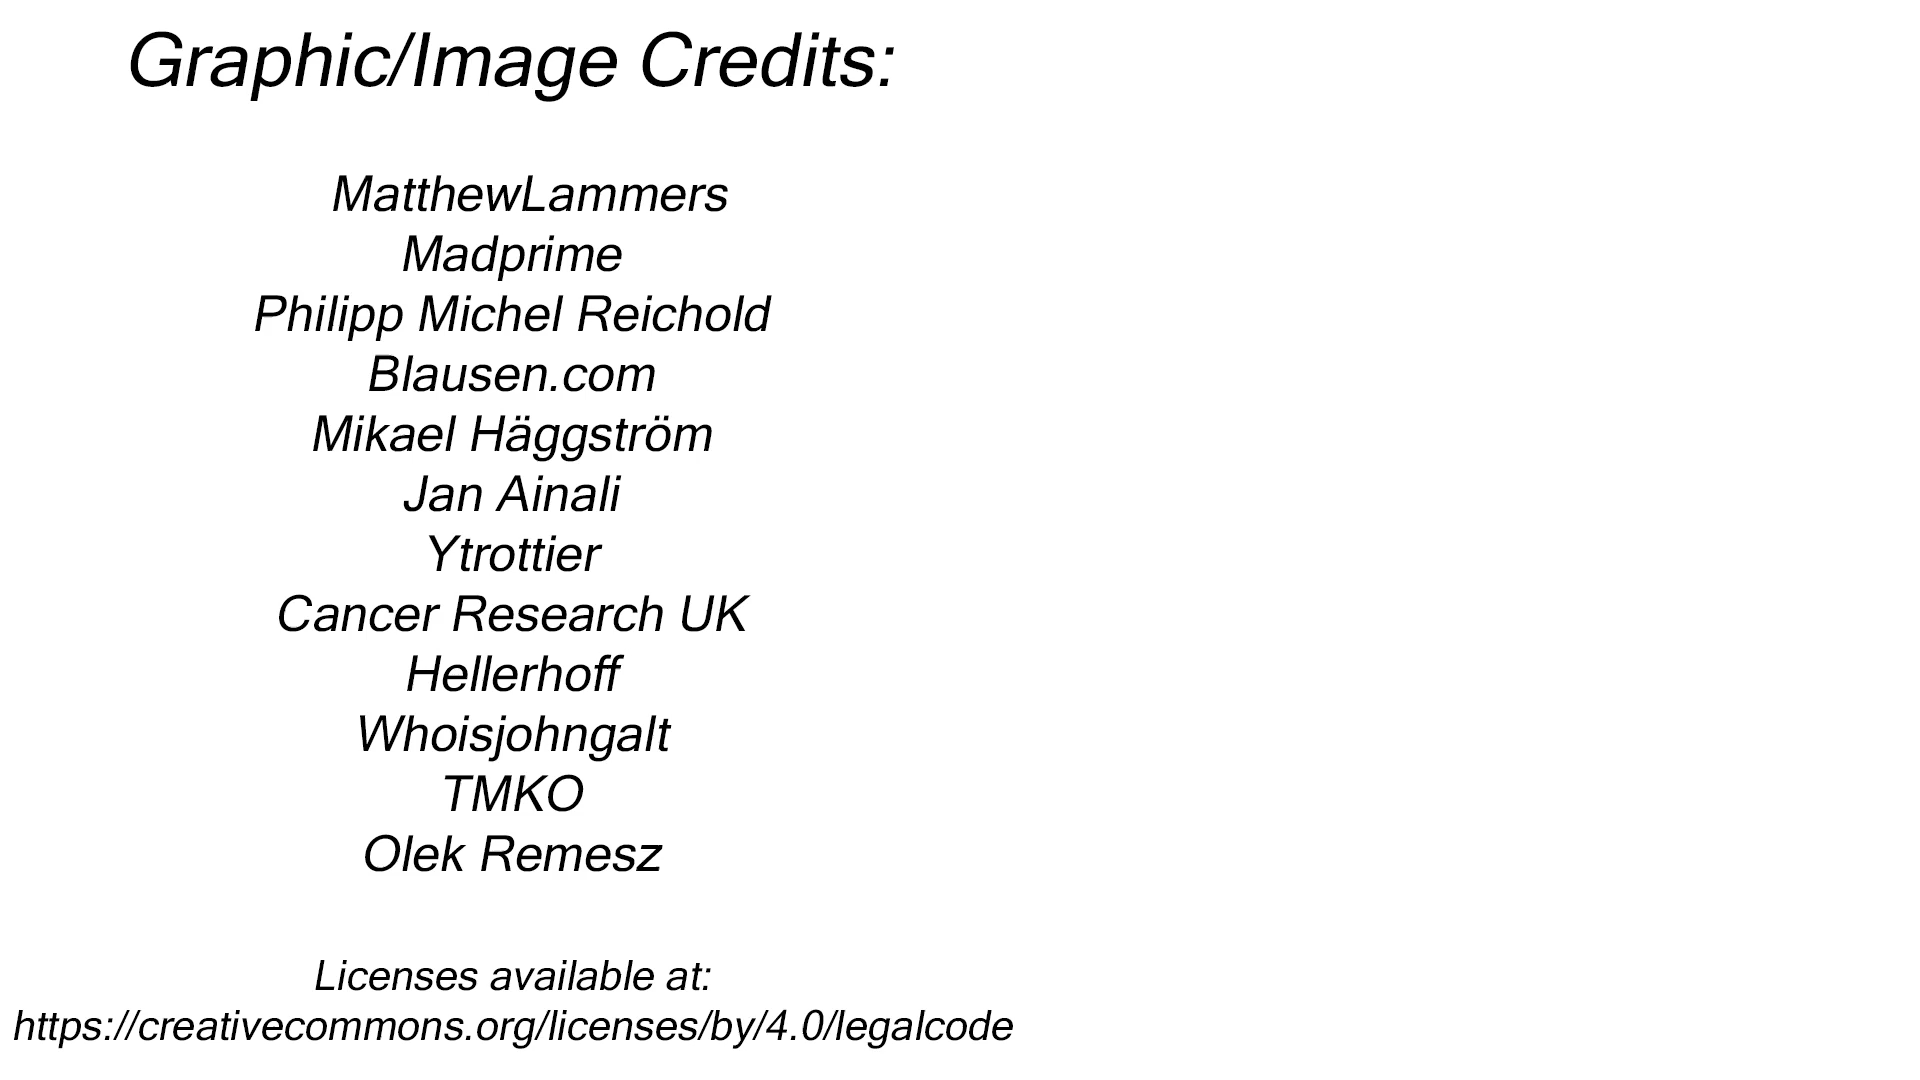 Graphic/Image Credits:
MatthewLammers
Madprime
Philipp Michel Reichold
Blausen.com
Mikael Häggström
Jan Ainali
Ytrottier
Cancer Research UK
Hellerhoff
Whoisjohngalt
TMKO
Olek Remesz
Licenses available at:
https://creativecommons.org/licenses/by/4.0/legalcode